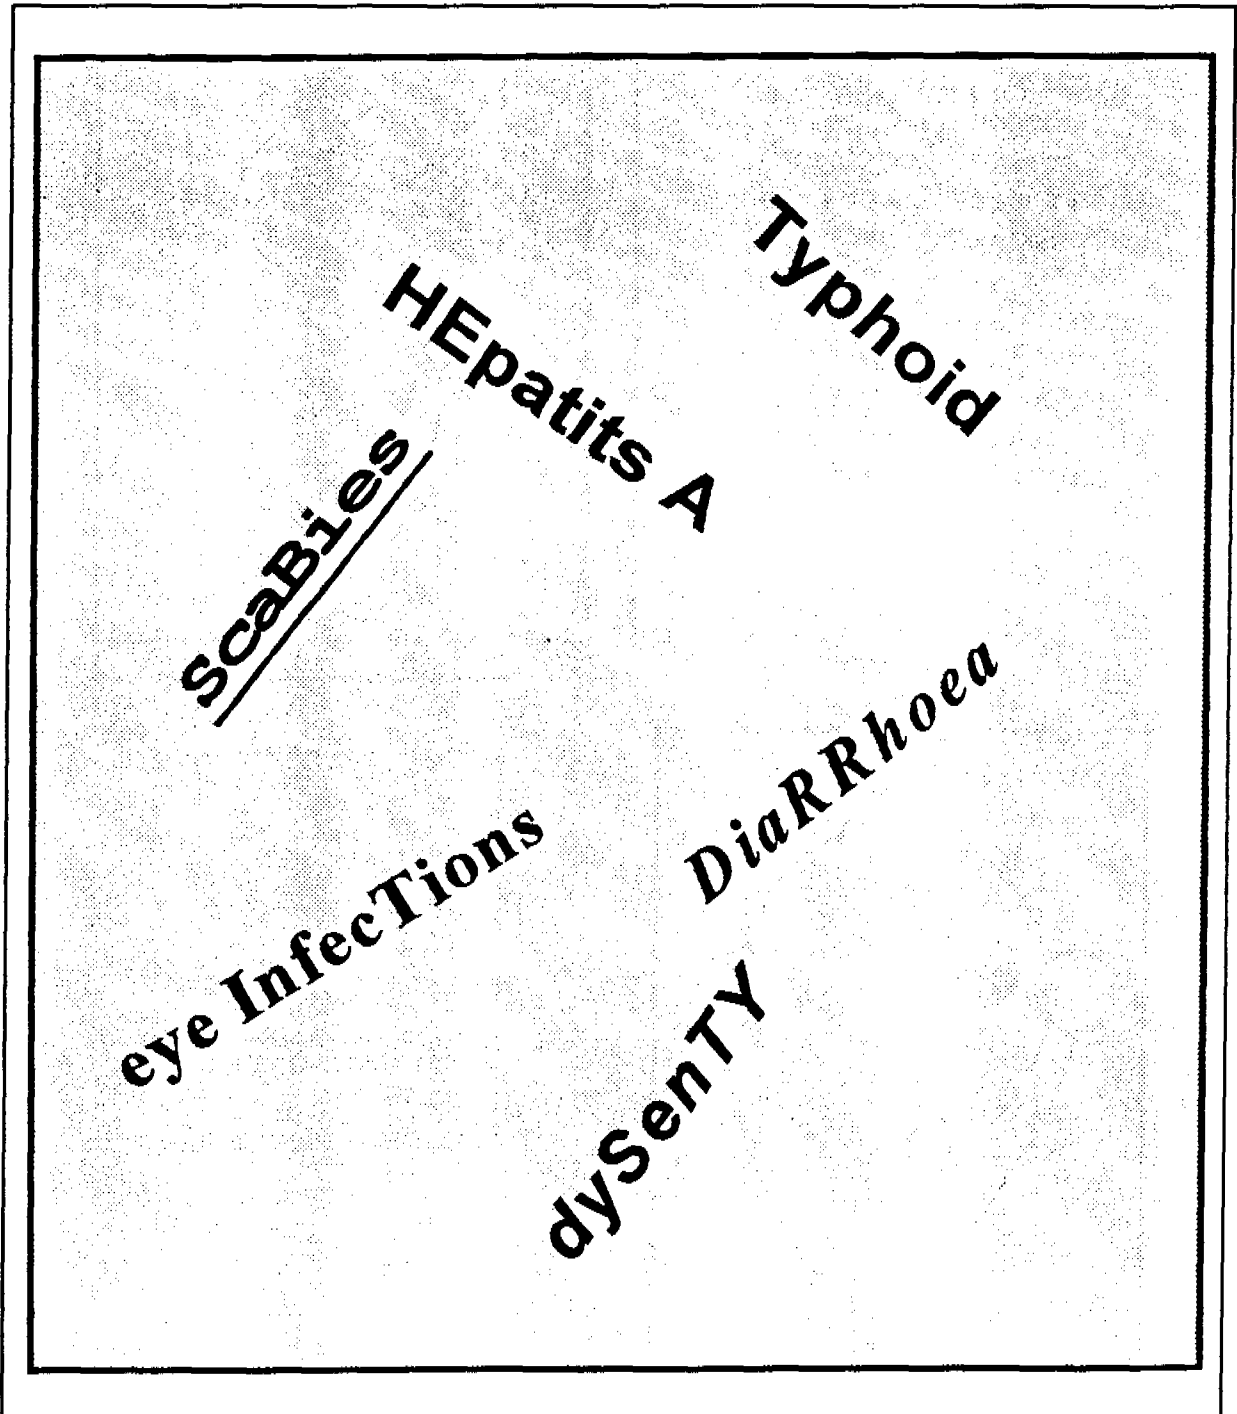 Typhoid
HEpatits A
ScaBies
DiaRRhoea
eye InfecTions
dySenTY